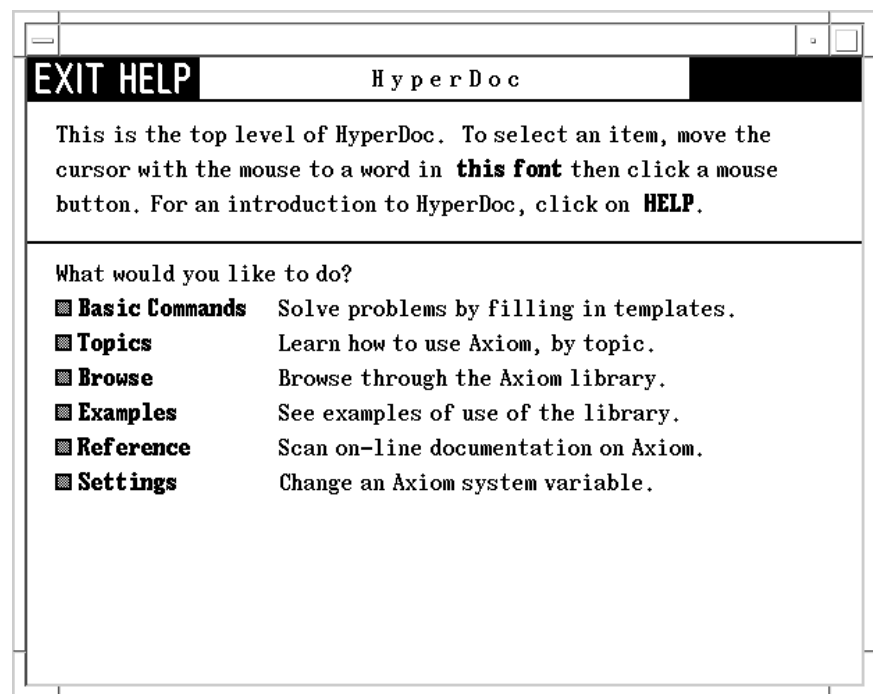 EXIT HELP HyperDoc
This is the top level of HyperDoc. To select an item, move the
cursor with the mouse to a word in this font then click a mouse
button. For an introduction to HyperDoc, click on HELP.
What would you like to do?
Basic Commands Solve problems by filling in templates.
Topics Learn how to use Axiom, by topic.
Browse Browse through the Axiom library.
Examples See examples of use of the library.
Reference Scan on-line documentation on Axiom.
Settings Change an Axiom system variable.